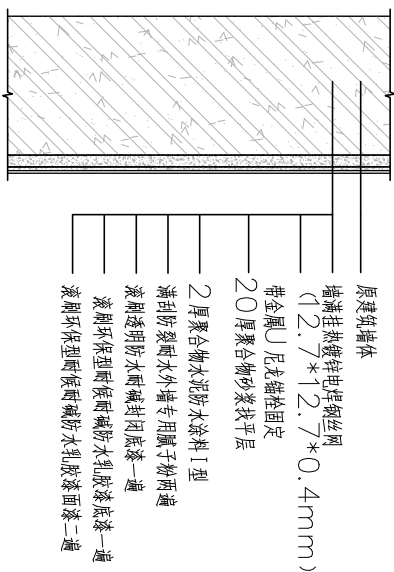 原建筑墙体
墙满挂热镀锌电焊钢丝网
(12.7*12.7*0.4mm)
带金属U 尼龙锚栓固定
20厚聚合物砂浆找平层
2厚聚合物水泥防水涂料I型
满刮防裂耐水外墙专用腻子粉两遍
滚刷透明防水耐碱封闭底漆一遍
滚刷环保型耐候耐碱防水乳胶漆底漆一遍
滚刷环保型耐候耐碱防水乳胶漆面漆二遍